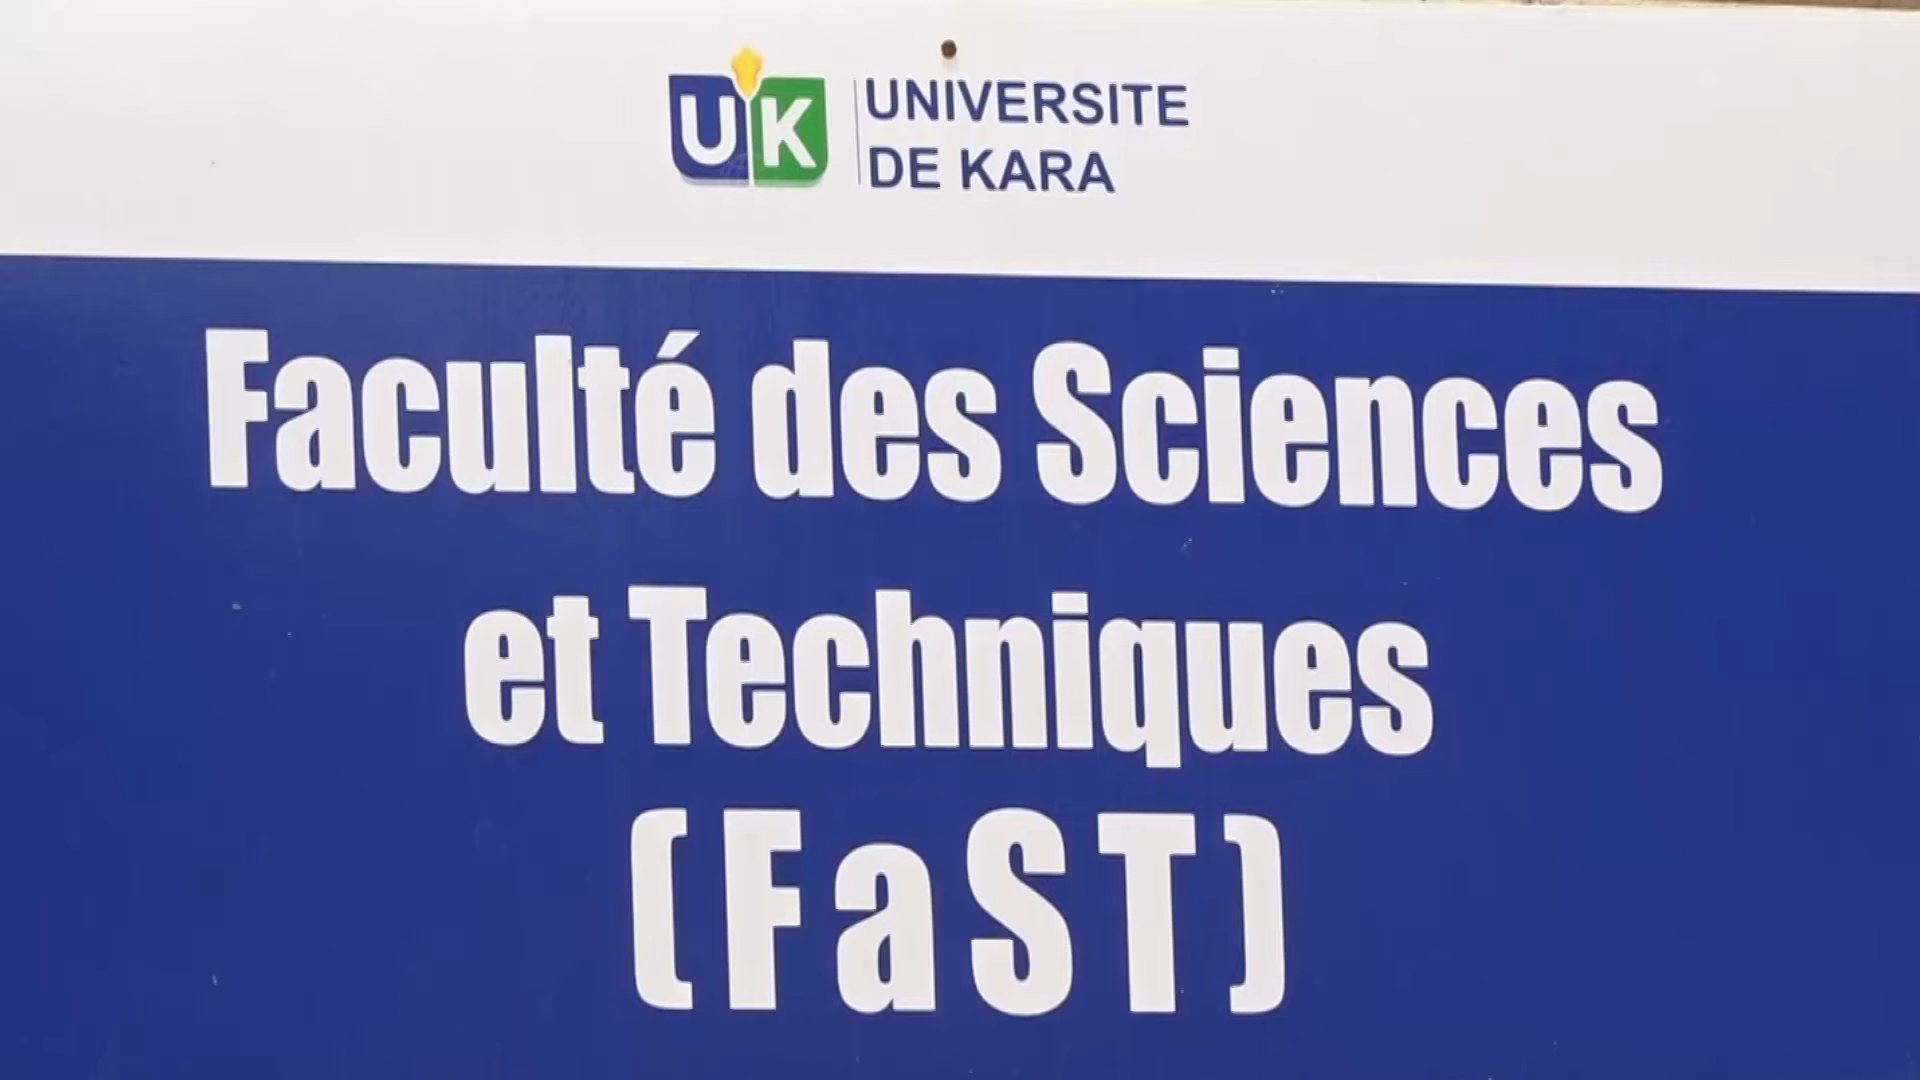 UK
UNIVERSITE
DE KARA
Faculté des Sciences
et Techniques
(FaST)